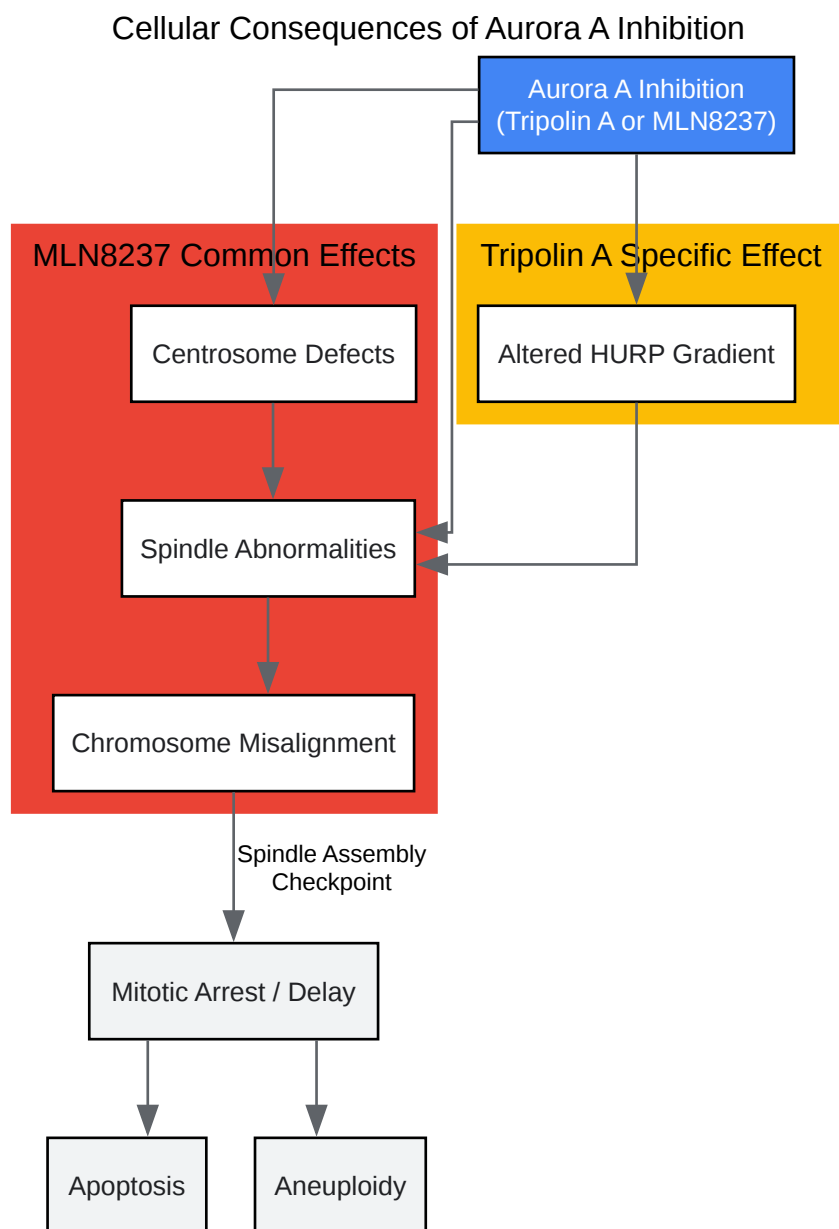 Cellular Consequences of Aurora A Inhibition
Aurora A Inhibition
(Tripolin A or MLN8237)
MLN8237 Common Effects
Tripolin A Specific Effect
Centrosome Defects
Altered HURP Gradient
Spindle Abnormalities
Chromosome Misalignment
Spindle Assembly
Checkpoint
Mitotic Arrest / Delay
Apoptosis
Aneuploidy